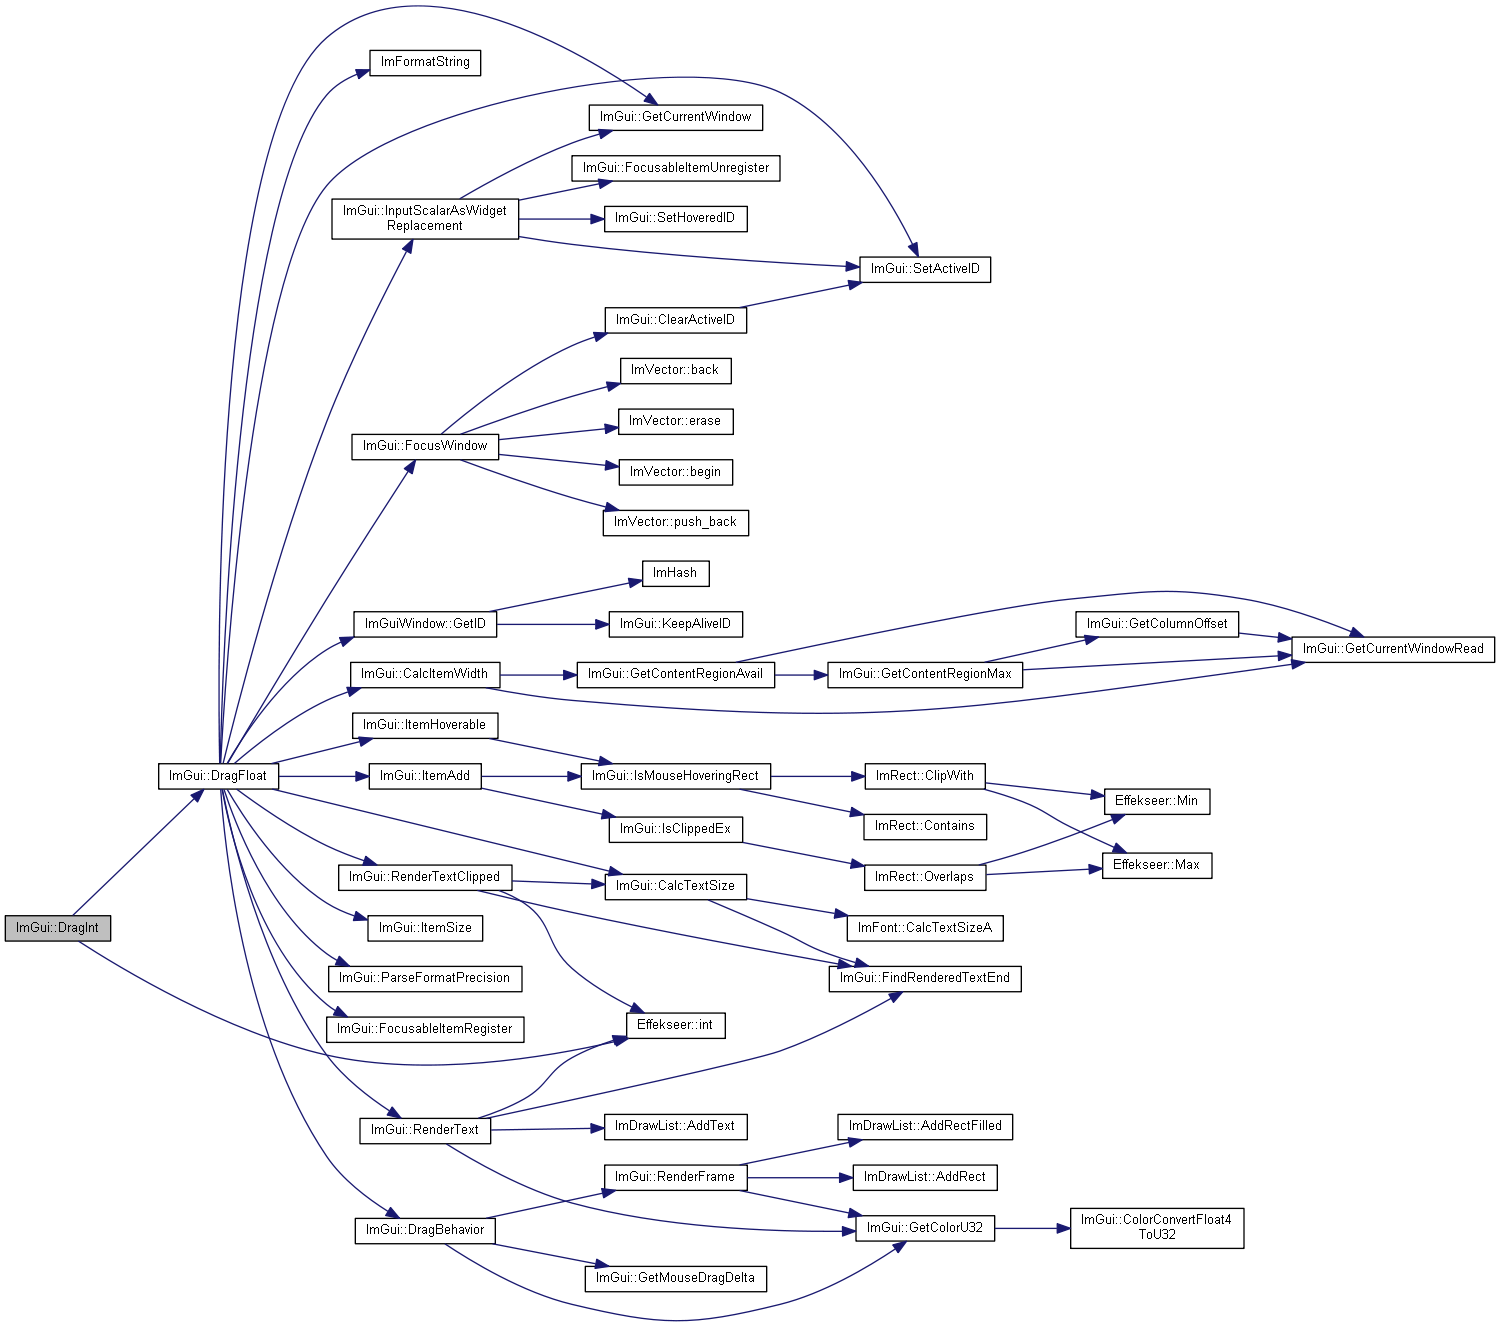 ImFormatString
ImGui::GetCurrentWindow
ImGui::FocusableItemUnregister
ImGui::InputScalarAsWidget
Replacement
ImGui::SetHoveredID
ImGui::SetActiveID
ImGui::ClearActiveID
ImVector::back
ImVector::erase
ImGui::FocusWindow
ImVector::begin
ImVector::push_back
ImHash
ImGuiWindow::GetID
ImGui::KeepAliveID
ImGui::GetColumnOffset
ImGui::GetCurrentWindowRead
ImGui::CalcItemWidth
ImGui::GetContentRegionAvail
ImGui::GetContentRegionMax
ImGui::ItemHoverable
ImGui::DragFloat
ImGui::ItemAdd
ImGui::IsMouseHoveringRect
ImRect::ClipWith
Effekseer::Min
ImGui::IsClippedEx
ImRect::Contains
Effekseer::Max
ImGui::RenderTextClipped
ImGui::CalcTextSize
ImRect::Overlaps
ImGui::DragInt
ImGui::ItemSize
ImFont::CalcTextSizeA
ImGui::ParseFormatPrecision
ImGui::FindRenderedTextEnd
ImGui::FocusableItemRegister
Effekseer::int
ImGui::RenderText
ImDrawList::AddText
ImDrawList::AddRectFilled
ImGui::RenderFrame
ImDrawList::AddRect
ImGui::DragBehavior
ImGui::GetColorU32
ImGui::ColorConvertFloat4
ToU32
ImGui::GetMouseDragDelta